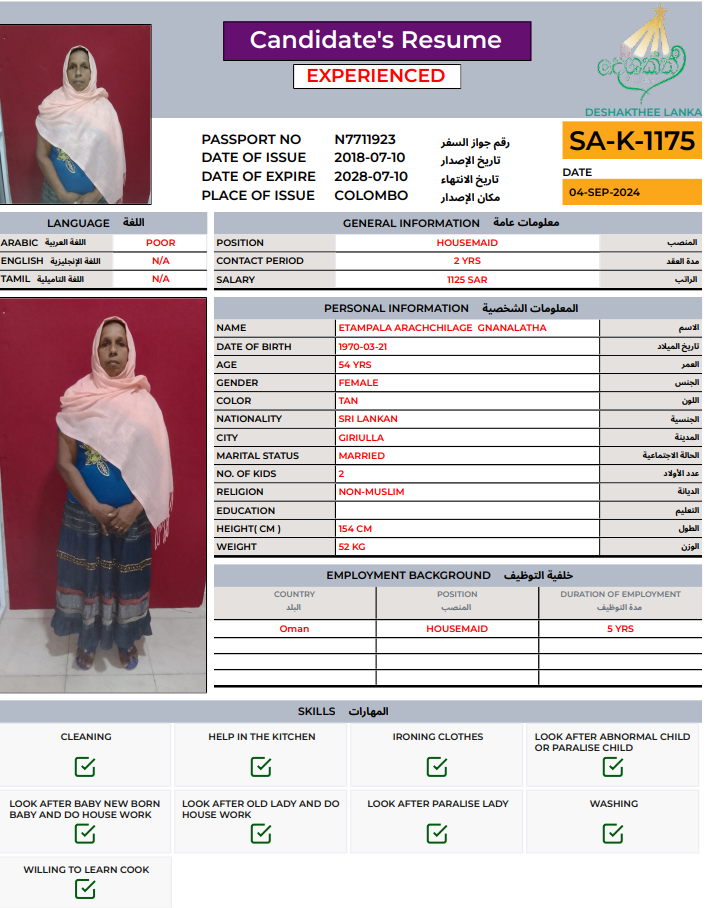 Candidate's Resume
EXPERIENCED
දේශක්ති
DESHAKTHEE LANKA
PASSPORT NO N7711923 رقم جواز السفر
DATE OF ISSUE 2018-07-10 تاريخ الإصدار
DATE OF EXPIRE 2028-07-10 تاريخ الانتهاء
PLACE OF ISSUE COLOMBO مكان الإصدار
SA-K-1175
DATE
04-SEP-2024
LANGUAGE اللغة
ARABIC اللغة العربية POOR
ENGLISH اللغة الإنجليزية N/A
TAMIL اللغة التاميلية N/A
GENERAL INFORMATION معلومات عامة
POSITION HOUSEMAID المنصب
CONTACT PERIOD 2 YRS مدة العقد
SALARY 1125 SAR الراتب
PERSONAL INFORMATION المعلومات الشخصية
NAME ETAMPALA ARACHCHILAGE GNANALATHA الاسم
DATE OF BIRTH 1970-03-21 تاريخ الميلاد
AGE 54 YRS العمر
GENDER FEMALE الجنس
COLOR TAN اللون
NATIONALITY SRI LANKAN الجنسية
CITY GIRIULLA المدينة
MARITAL STATUS MARRIED الحالة الاجتماعية
NO. OF KIDS 2 عدد الأولاد
RELIGION NON-MUSLIM الديانة
EDUCATION التعليم
HEIGHT( CM ) 154 CM الطول
WEIGHT 52 KG الوزن
EMPLOYMENT BACKGROUND خلفية التوظيف
COUNTRY POSITION DURATION OF EMPLOYMENT
البلد المنصب مدة التوظيف
Oman HOUSEMAID 5 YRS
SKILLS المهارات
CLEANING
HELP IN THE KITCHEN
IRONING CLOTHES
LOOK AFTER ABNORMAL CHILD
OR PARALISE CHILD
LOOK AFTER BABY NEW BORN
BABY AND DO HOUSE WORK
LOOK AFTER OLD LADY AND DO
HOUSE WORK
LOOK AFTER PARALISE LADY
WASHING
WILLING TO LEARN COOK